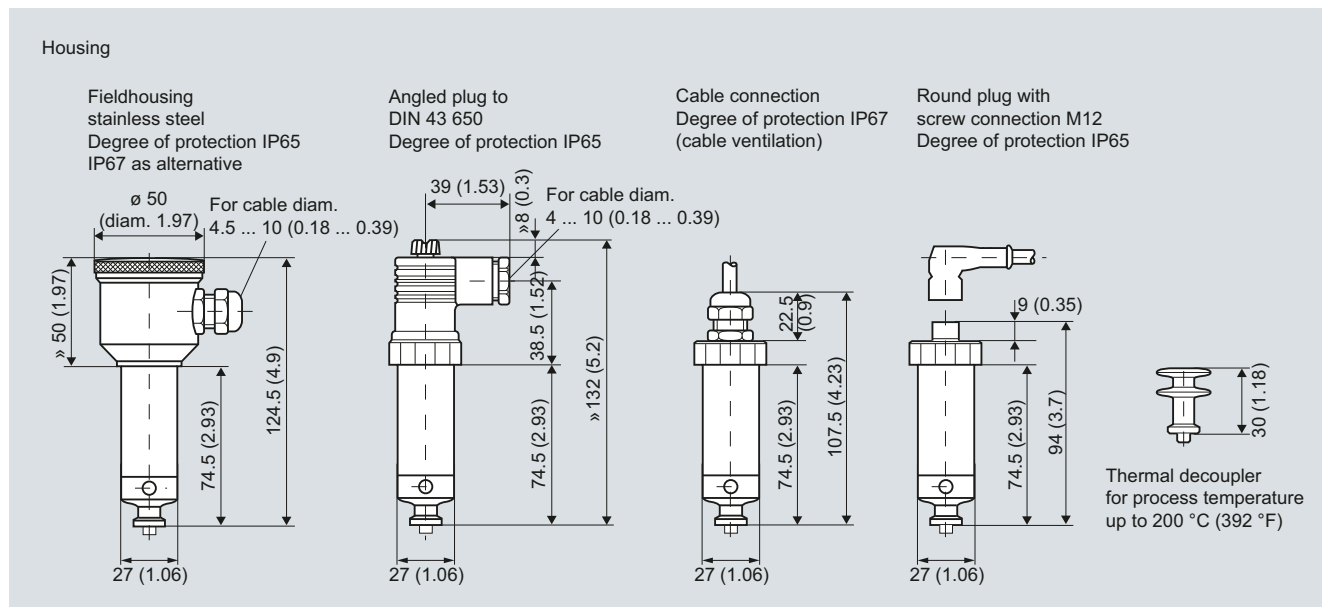 Housing
Fieldhousing
stainless steel
Degree of protection IP65
IP67 as alternative
ø 50
(diam. 1.97)
For cable diam.
4.5 ... 10 (0.18 ... 0.39)
» 50 (1.97)
74.5 (2.93)
124.5 (4.9)
27 (1.06)
Angled plug to
DIN 43 650
Degree of protection IP65
39 (1.53)
»8 (0.3)
For cable diam.
4 ... 10 (0.18 ... 0.39)
38.5 (1.52)
74.5 (2.93)
»132 (5.2)
27 (1.06)
Cable connection
Degree of protection IP67
(cable ventilation)
22.5
(0.9)
74.5 (2.93)
107.5 (4.23)
27 (1.06)
Round plug with
screw connection M12
Degree of protection IP65
9 (0.35)
74.5 (2.93)
94 (3.7)
27 (1.06)
30 (1.18)
Thermal decoupler
for process temperature
up to 200 °C (392 °F)